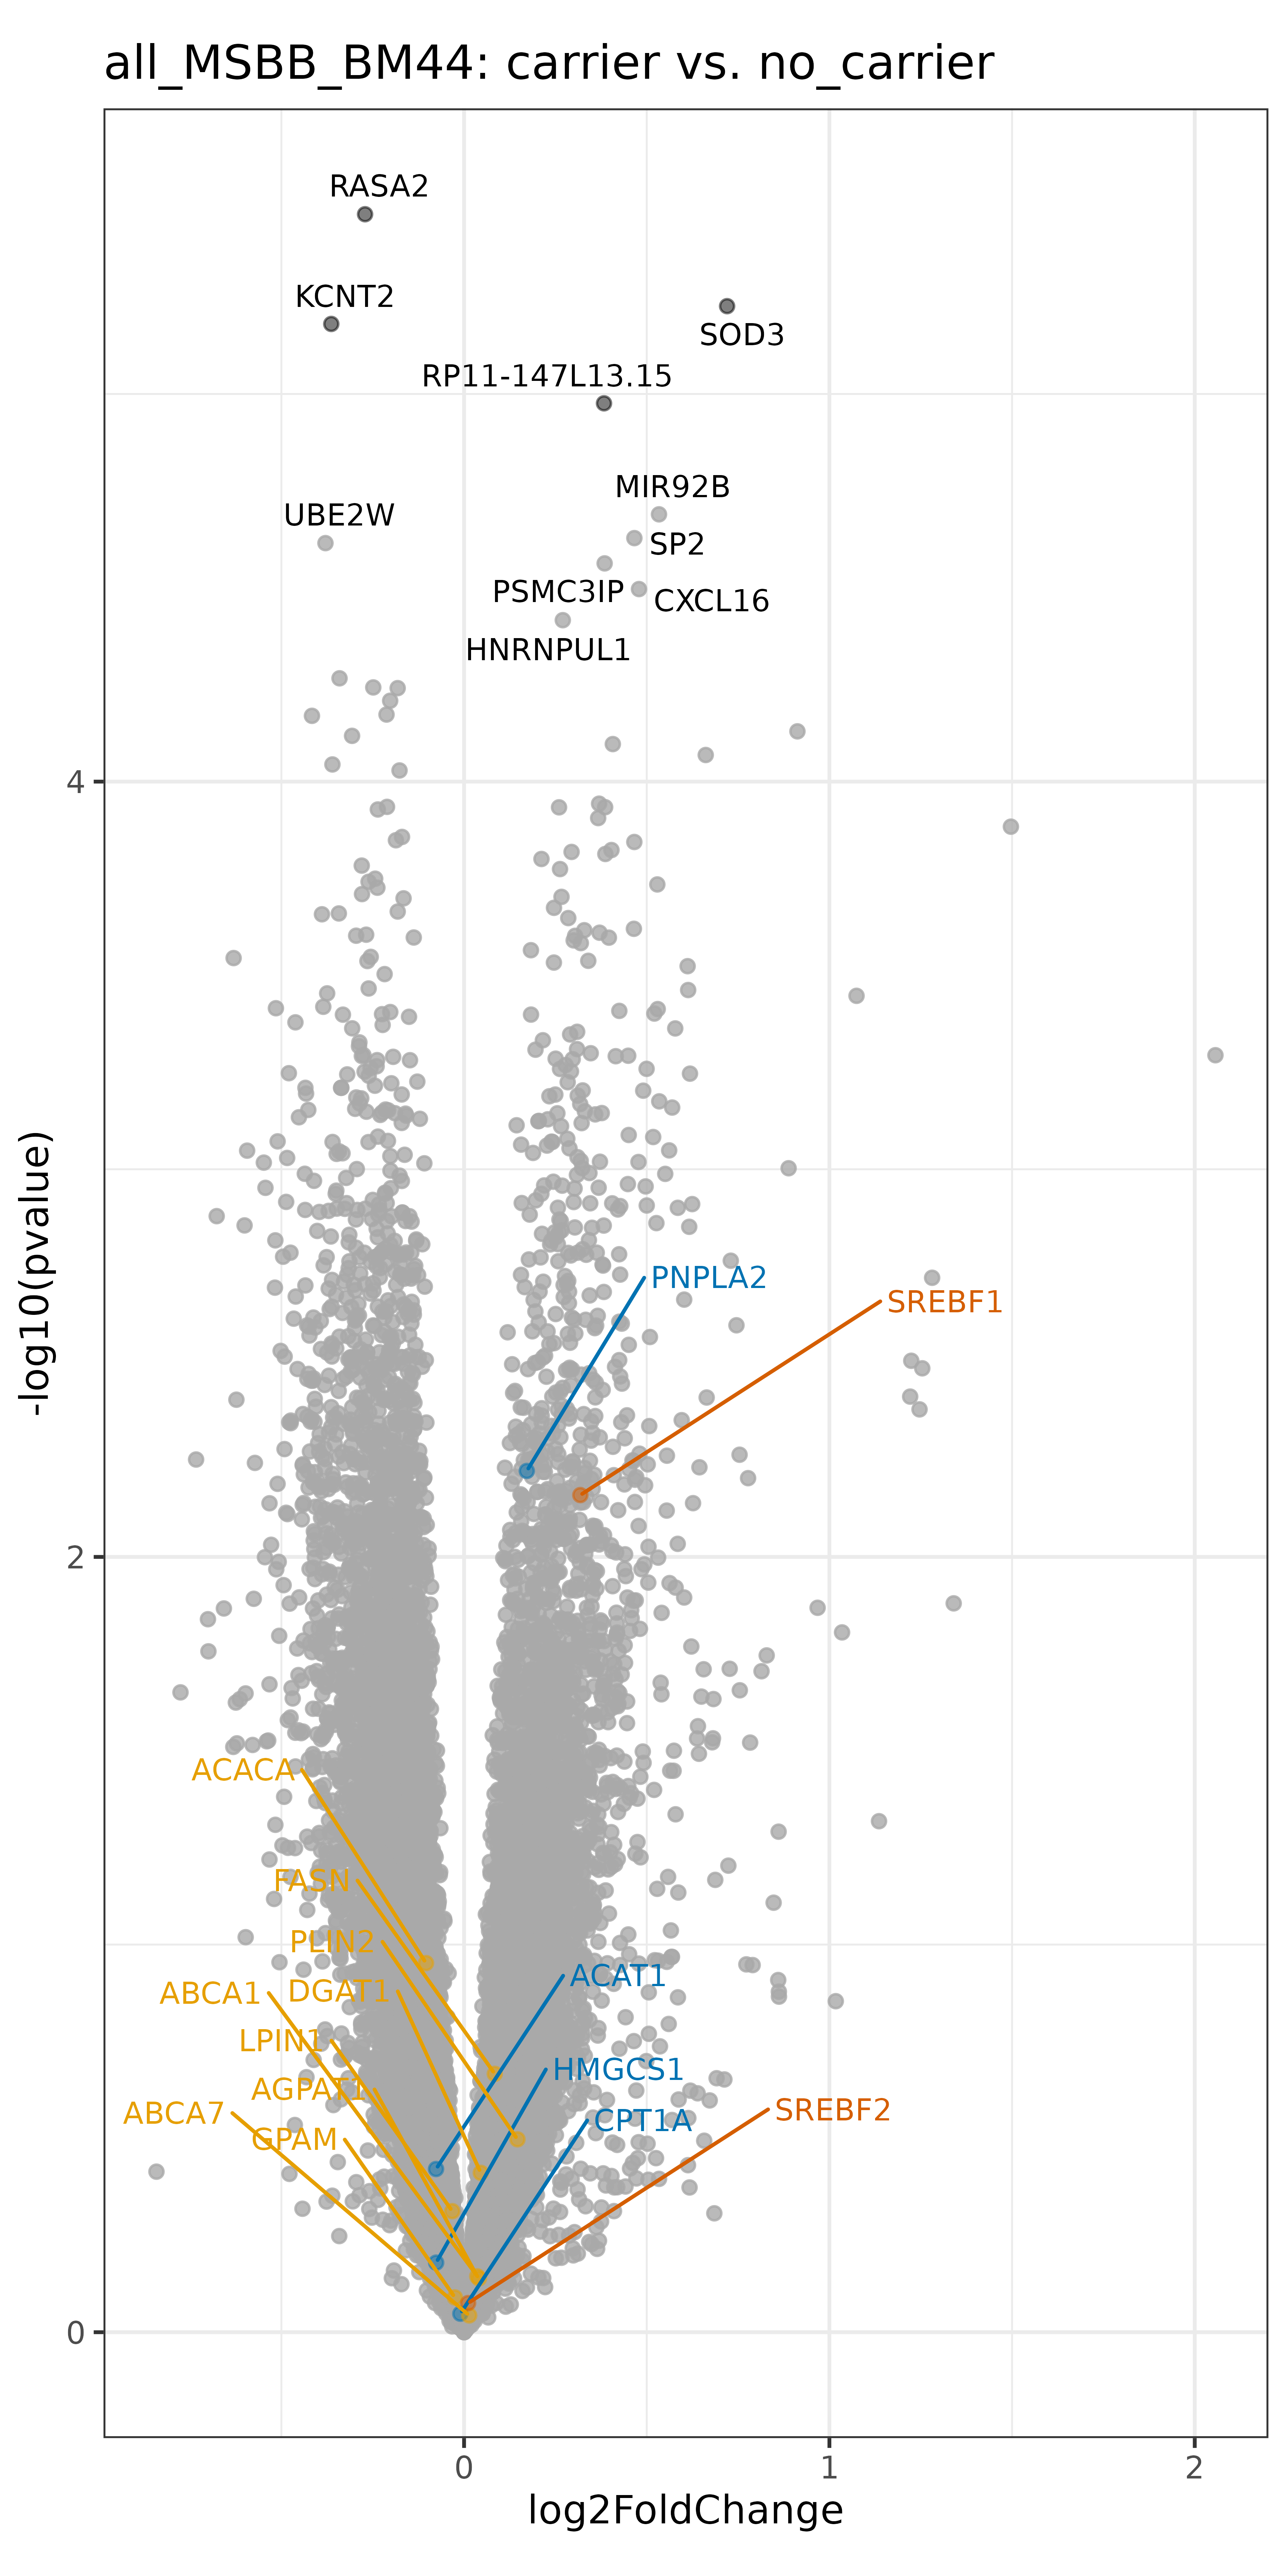 all_MSBB_BM44: carrier vs. no_carrier
RASA2
KCNT2
SOD3
RP11-147L13.15
MIR92B
UBE2W
SP2
PSMC3IP
CXCL16
HNRNPUL1
4
PNPLA2
SREBF1
-log10(pvalue)
2
ACACA
FASN
PLIN2
ACAT1
ABCA1
DGAT1
LPIN1
HMGCS1
AGPAT1
SREBF2
ABCA7
CPT1A
GPAM
0
0
1
2
log2FoldChange